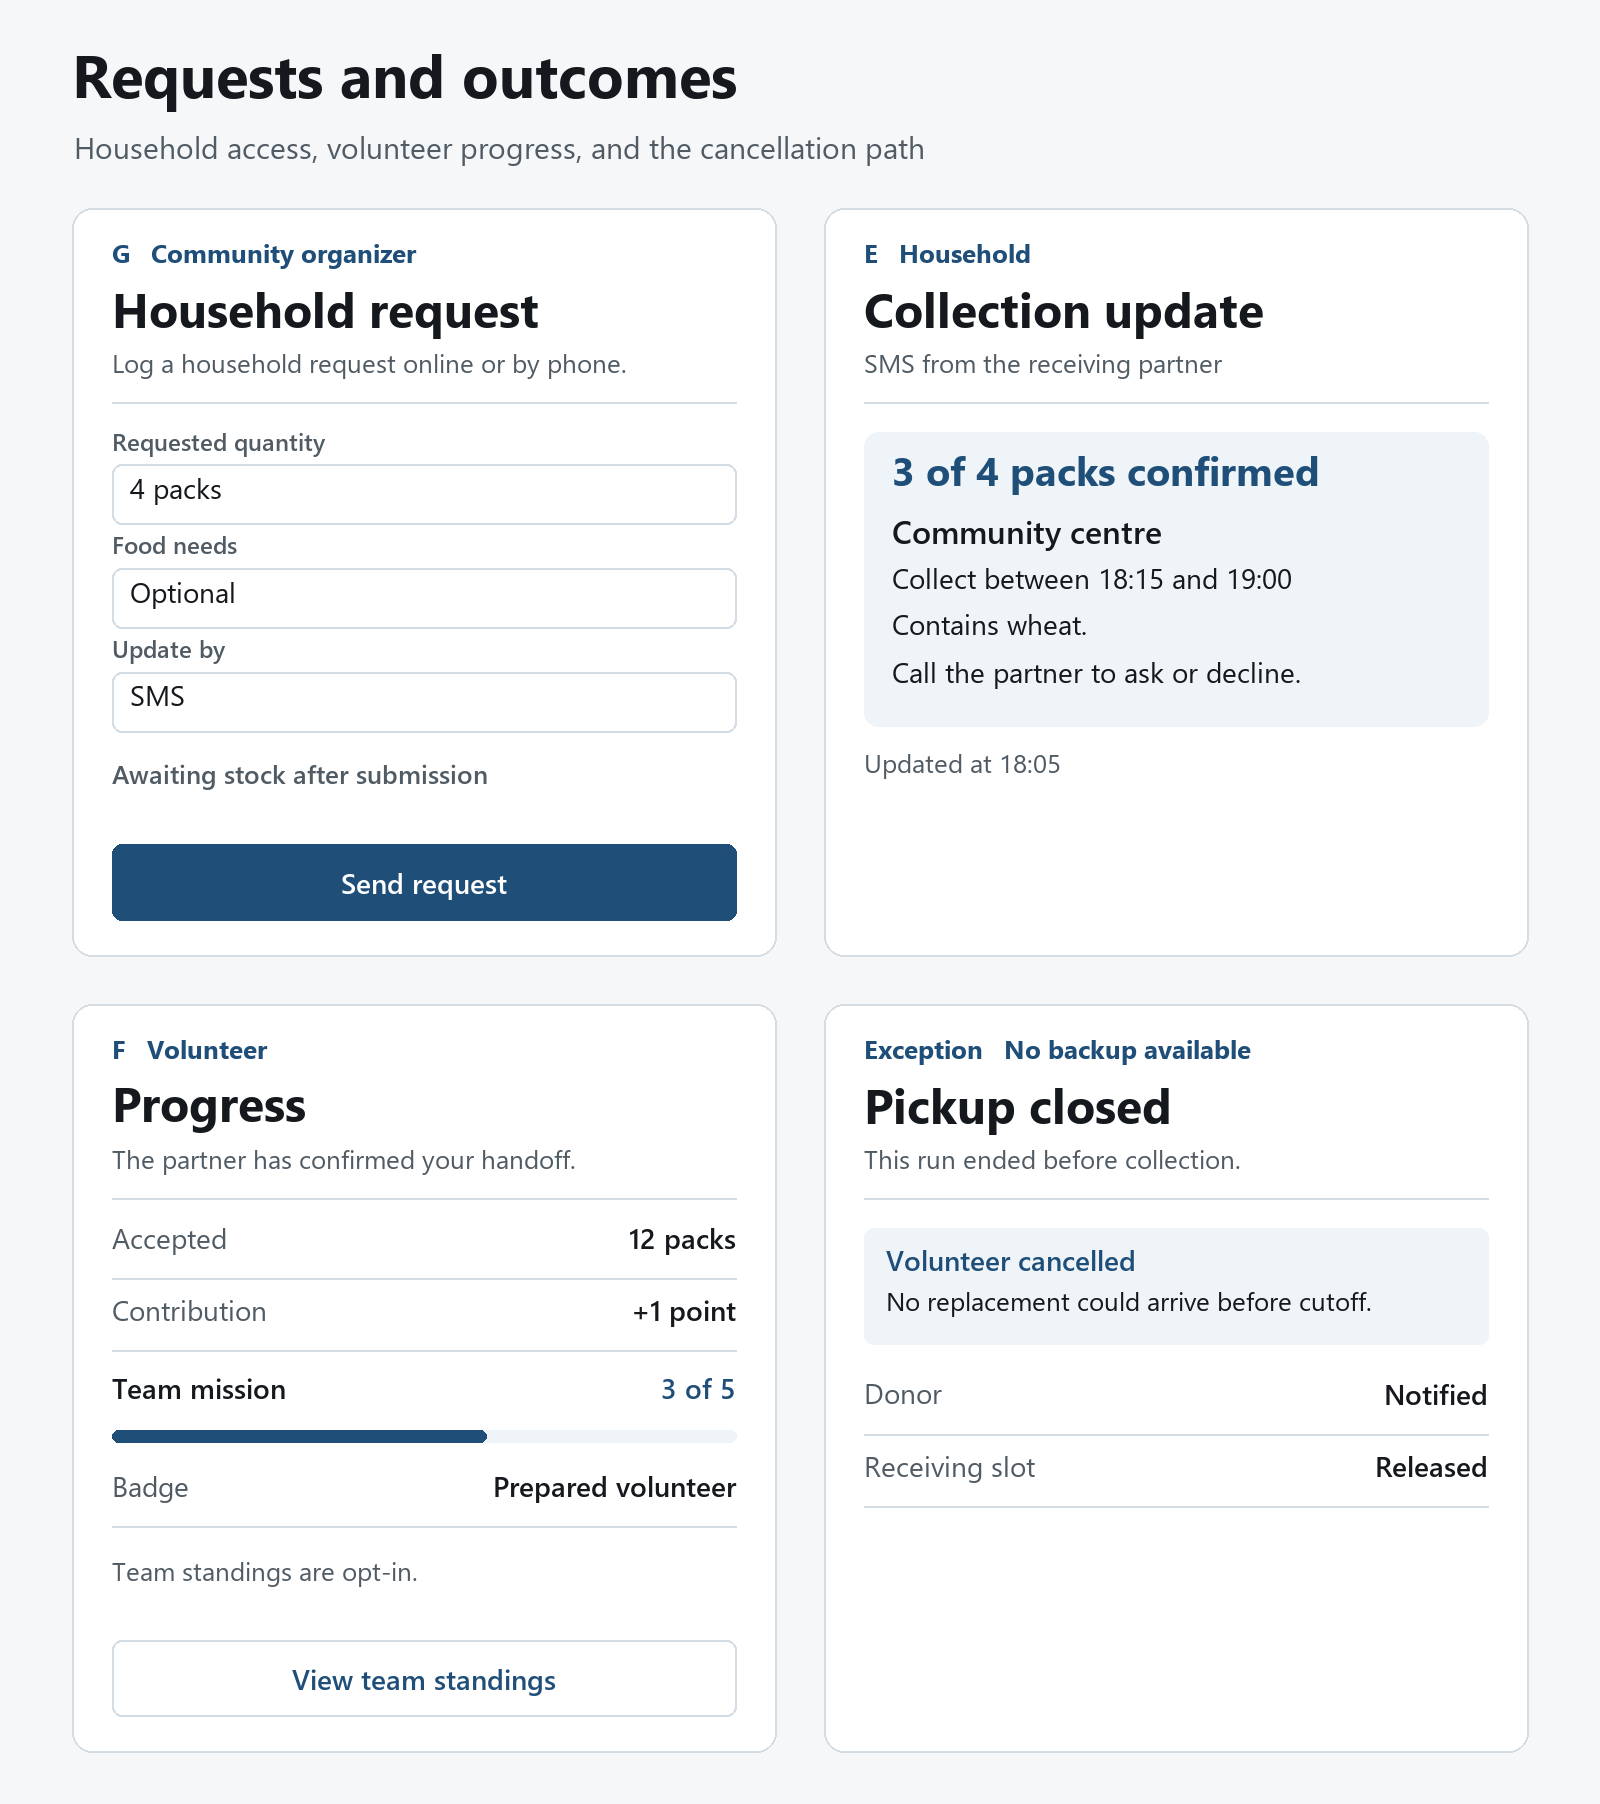 Requests and outcomes
Household access, volunteer progress, and the cancellation path
G Community organizer
Household request
Log a household request online or by phone.
Requested quantity
4 packs
Food needs
Optional
Update by
SMS
Awaiting stock after submission
Send request
E Household
Collection update
SMS from the receiving partner
3 of 4 packs confirmed
Community centre
Collect between 18:15 and 19:00
Contains wheat.
Call the partner to ask or decline.
Updated at 18:05
F Volunteer
Progress
The partner has confirmed your handoff.
Accepted 12 packs
Contribution +1 point
Team mission 3 of 5
Badge Prepared volunteer
Team standings are opt-in.
View team standings
Exception No backup available
Pickup closed
This run ended before collection.
Volunteer cancelled
No replacement could arrive before cutoff.
Donor Notified
Receiving slot Released